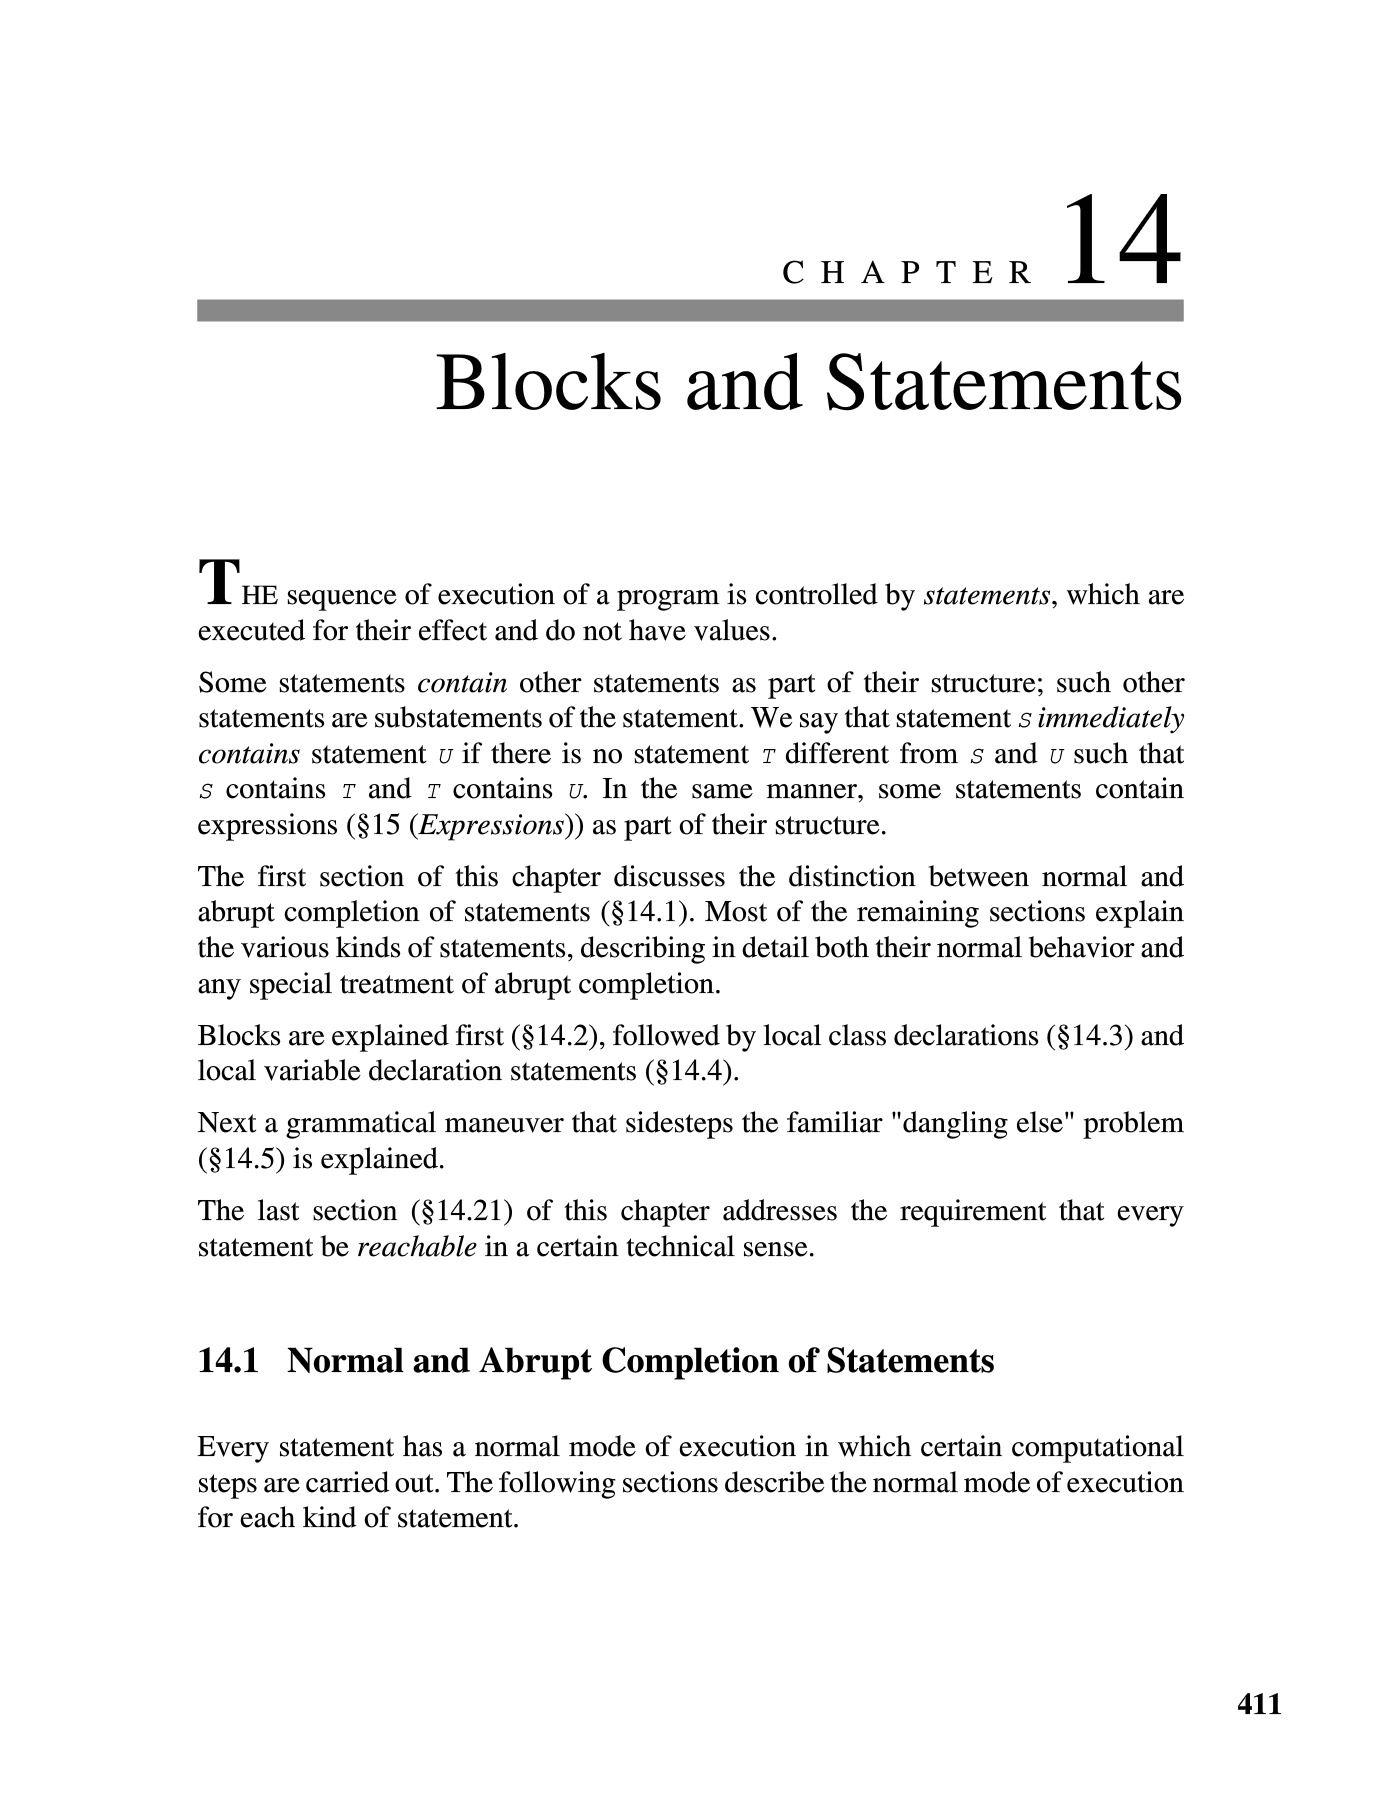 CHAPTER 14
Blocks and Statements
THE sequence of execution of a program is controlled by statements, which are
executed for their effect and do not have values.
Some statements contain other statements as part of their structure; such other
statements are substatements of the statement. We say that statement S immediately
contains statement U if there is no statement T different from S and U such that
S contains T and T contains U. In the same manner, some statements contain
expressions (§15 (Expressions)) as part of their structure.
The first section of this chapter discusses the distinction between normal and
abrupt completion of statements (§14.1). Most of the remaining sections explain
the various kinds of statements, describing in detail both their normal behavior and
any special treatment of abrupt completion.
Blocks are explained first (§14.2), followed by local class declarations (§14.3) and
local variable declaration statements (§14.4).
Next a grammatical maneuver that sidesteps the familiar "dangling else" problem
(§14.5) is explained.
The last section (§14.21) of this chapter addresses the requirement that every
statement be reachable in a certain technical sense.
14.1 Normal and Abrupt Completion of Statements
Every statement has a normal mode of execution in which certain computational
steps are carried out. The following sections describe the normal mode of execution
for each kind of statement.
411